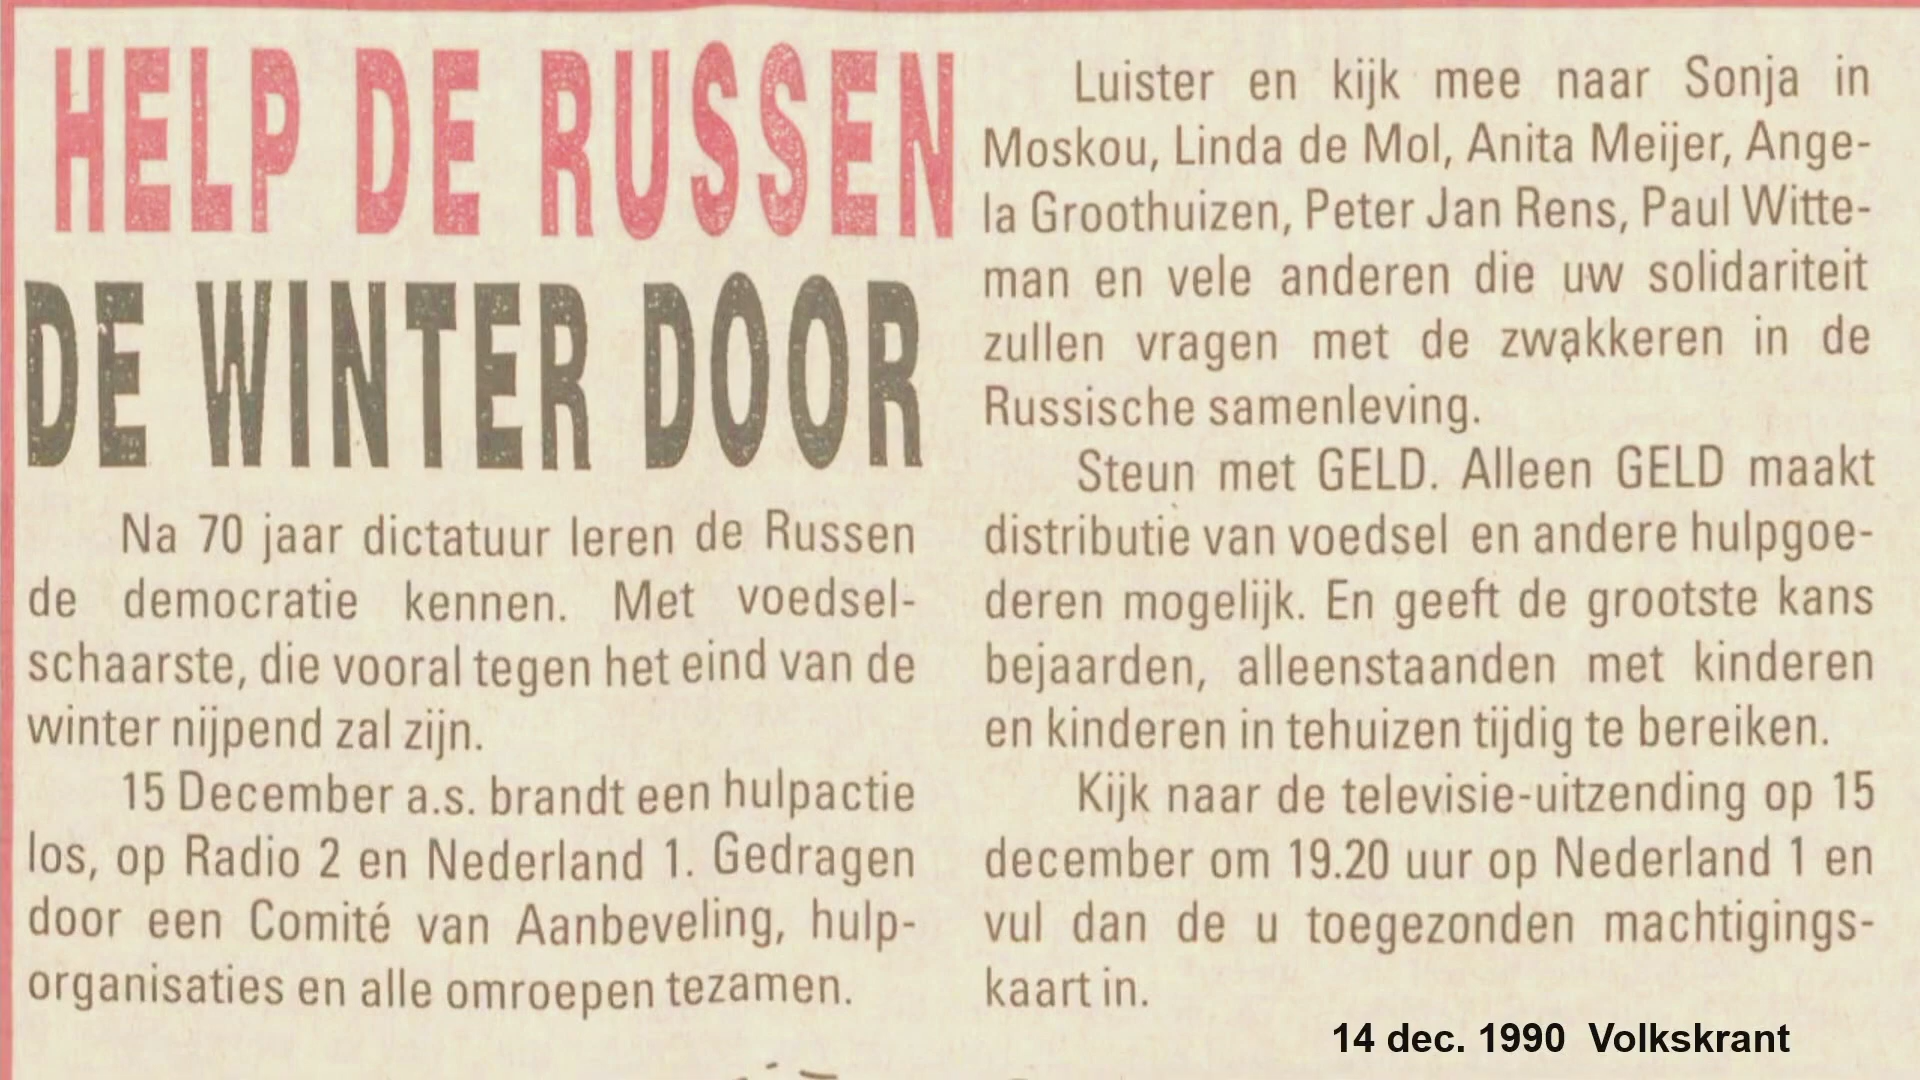 HELP DE RUSSEN
DE WINTER DOOR
Na 70 jaar dictatuur leren de Russen
de democratie kennen. Met voedsel-
schaarste, die vooral tegen het eind van de
winter nijpend zal zijn.
15 December a.s. brandt een hulpactie
los, op Radio 2 en Nederland 1. Gedragen
door een Comité van Aanbeveling, hulp-
organisaties en alle omroepen tezamen.
Luister en kijk mee naar Sonja in
Moskou, Linda de Mol, Anita Meijer, Ange-
la Groothuizen, Peter Jan Rens, Paul Witte-
man en vele anderen die uw solidariteit
zullen vragen met de zwakkeren in de
Russische samenleving.
Steun met GELD. Alleen GELD maakt
distributie van voedsel en andere hulpgoe-
deren mogelijk. En geeft de grootste kans
bejaarden, alleenstaanden met kinderen
en kinderen in tehuizen tijdig te bereiken.
Kijk naar de televisie-uitzending op 15
december om 19.20 uur op Nederland 1 en
vul dan de u toegezonden machtigings-
kaart in.
14 dec. 1990 Volkskrant